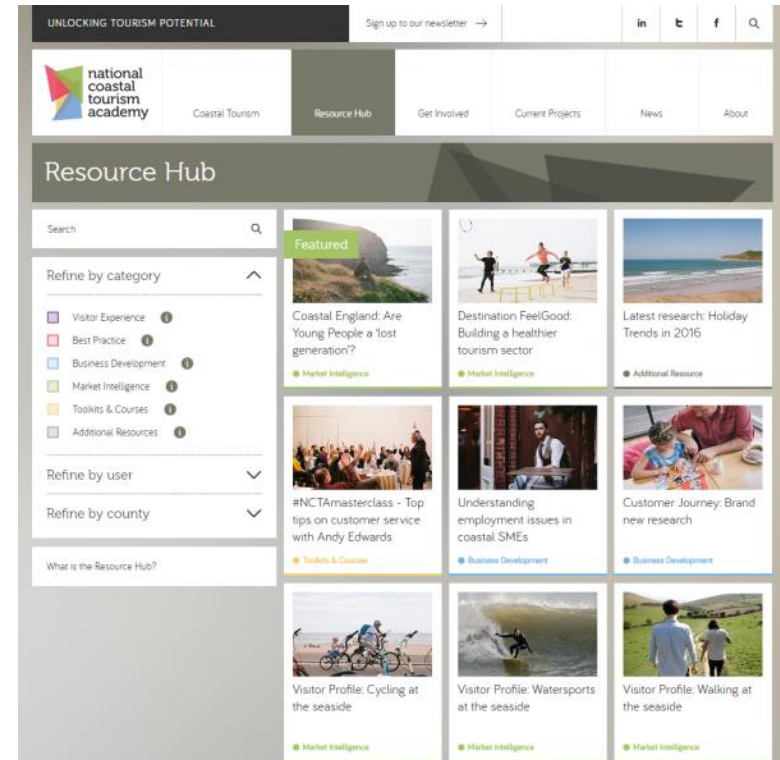 UNLOCKING TOURISM POTENTIAL
Sign up to our newsletter →
in
t
f
national
coastal
tourism
academy
Coastal Tourism
Resource Hub
Get Involved
Current Projects
News
About
Resource Hub
Search
Refine by category
Visitor Experience
Best Practice
Business Development
Market Intelligence
Toolkits & Courses
Additional Resources
Refine by user
Refine by county
What is the Resource Hub?
Featured
Coastal England: Are
Young People a 'lost
generation'?
Market Intelligence
Destination FeelGood:
Building a healthier
tourism sector
Market Intelligence
Latest research: Holiday
Trends in 2016
Additional Resource
#NCTAmasterclass - Top
tips on customer service
with Andy Edwards
Toolkits & Courses
Understanding
employment issues in
coastal SMEs
Business Development
Customer Journey: Brand
new research
Business Development
Visitor Profile: Cycling at
the seaside
Market Intelligence
Visitor Profile: Watersports
at the seaside
Market Intelligence
Visitor Profile: Walking at
the seaside
Market Intelligence